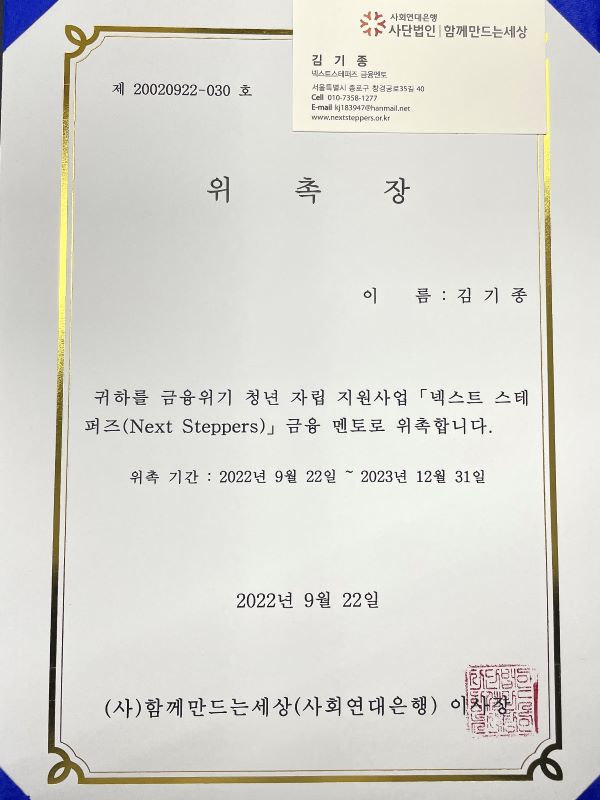 사회연대은행
사단법인 | 함께만드는세상
김 기 종
넥스트스테퍼즈 금융멘토
서울특별시 종로구 창경궁로35길 40
Cell 010-7358-1277
E-mail kj183947@hanmail.net
www.nextsteppers.or.kr
제 20020922-030 호
위 촉 장
이 름 : 김 기 종
귀하를 금융위기 청년 자립 지원사업 「넥스트 스테
퍼즈(Next Steppers)」 금융 멘토로 위촉합니다.
위촉 기간 : 2022년 9월 22일 ~ 2023년 12월 31일
2022년 9월 22일
(사)함께만드는세상(사회연대은행) 이사장